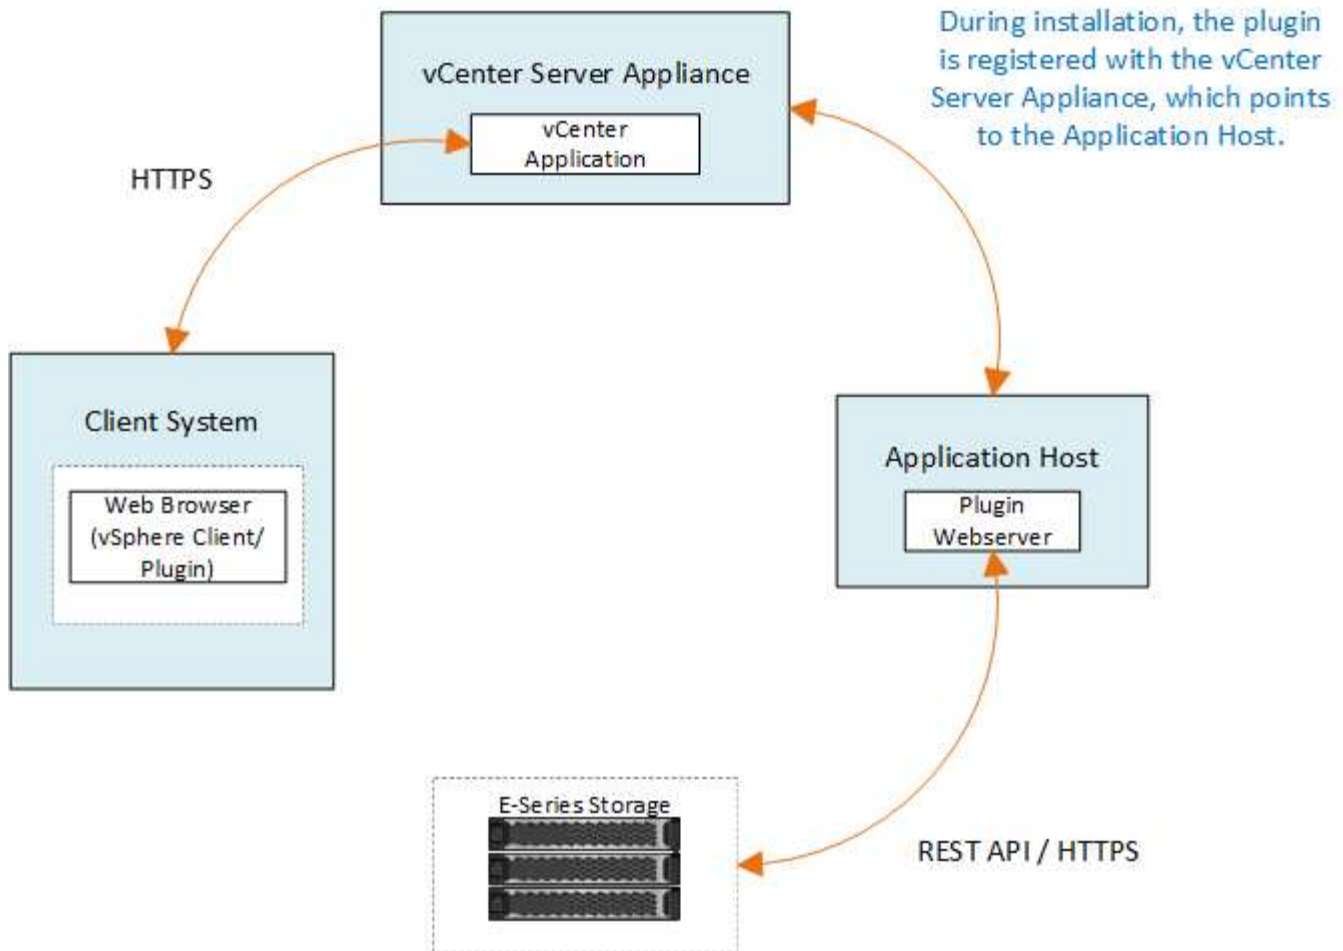 During installation, the plugin
is registered with the vCenter
Server Appliance, which points
to the Application Host.
vCenter Server Appliance
vCenter
Application
HTTPS
Client System
Web Browser
(vSphere Client/
Plugin)
Application Host
Plugin
Webserver
E-Series Storage
REST API / HTTPS